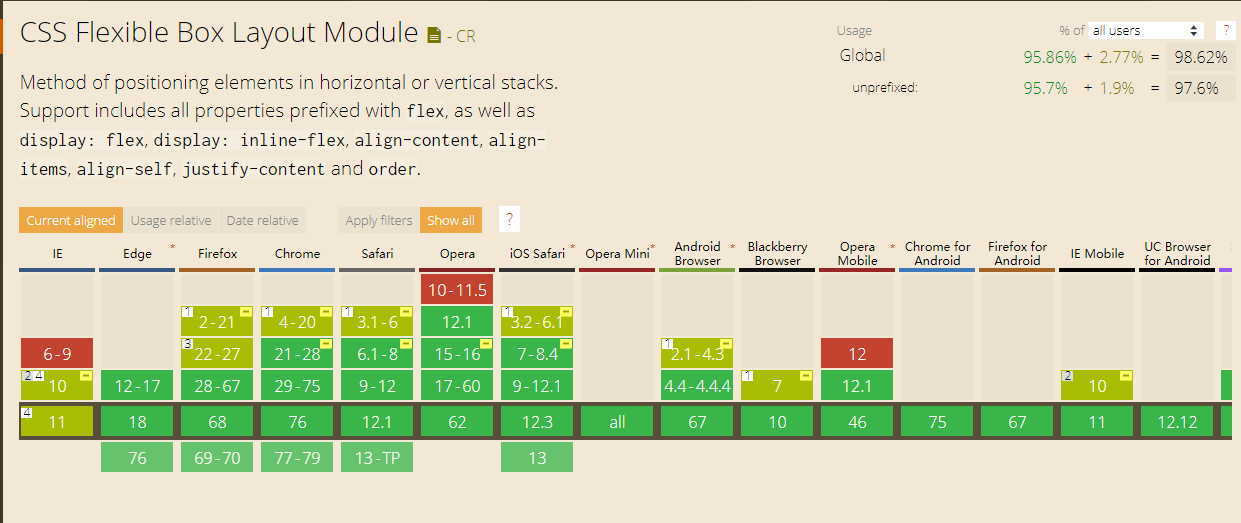 CSS Flexible Box Layout Module - CR
Usage % of all users ?
Global 95.86% + 2.77% = 98.62%
unprefixed: 95.7% + 1.9% = 97.6%
Method of positioning elements in horizontal or vertical stacks.
Support includes all properties prefixed with flex, as well as
display: flex, display: inline-flex, align-content, align-
items, align-self, justify-content and order.
Current aligned Usage relative Date relative Apply filters Show all ?
IE Edge * Firefox Chrome Safari Opera iOS Safari * Opera Mini * Android Browser * Blackberry Browser Opera Mobile * Chrome for Android Firefox for Android IE Mobile UC Browser for Android
10-11.5
1 2-21 1 4-20 1 3.1-6 12.1 1 3.2-6.1
6-9 3 22-27 21-28 6.1-8 15-16 7-8.4 1 2.1-4.3 12
2 4 10 12-17 28-67 29-75 9-12 17-60 9-12.1 4.4-4.4.4 1 7 12.1 2 10
4 11 18 68 76 12.1 62 12.3 all 67 10 46 75 67 11 12.12
76 69-70 77-79 13-TP 13